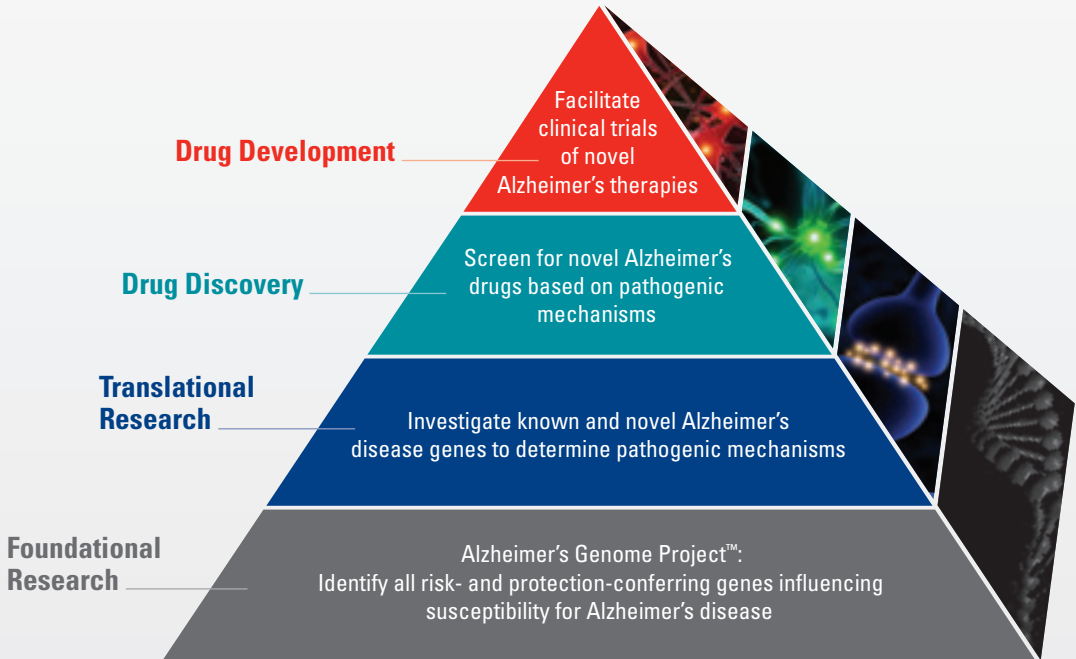 Drug Development
Facilitate
clinical trials
of novel
Alzheimer’s therapies
Drug Discovery
Screen for novel Alzheimer’s
drugs based on pathogenic
mechanisms
Translational
Research
Investigate known and novel Alzheimer’s
disease genes to determine pathogenic mechanisms
Foundational
Research
Alzheimer’s Genome Project™:
Identify all risk- and protection-conferring genes influencing
susceptibility for Alzheimer’s disease